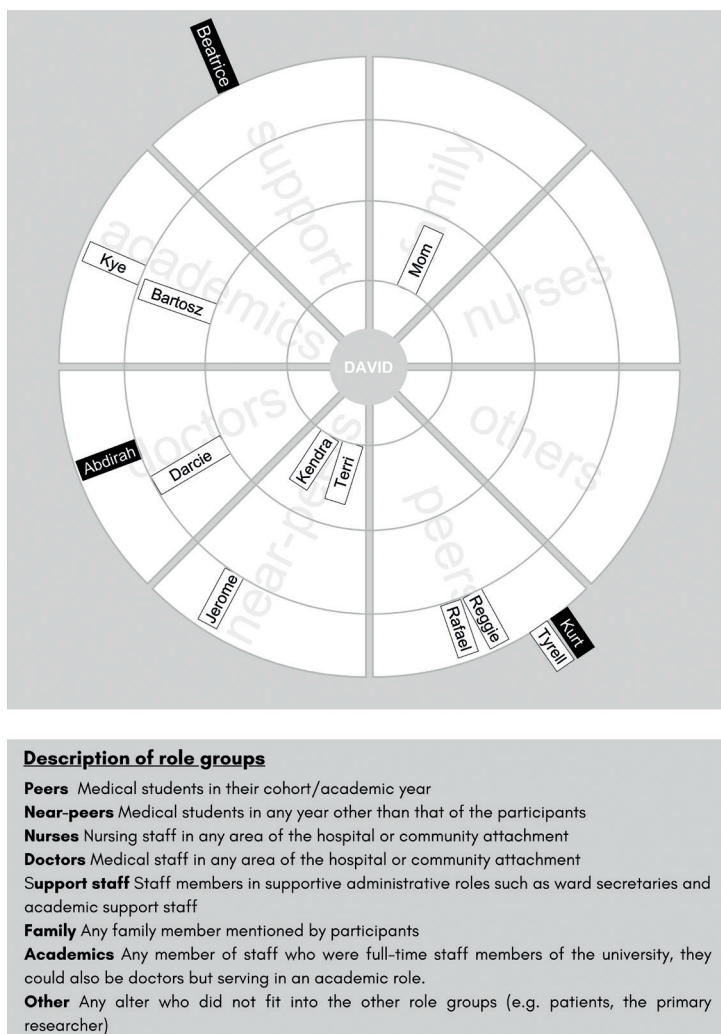 Beatrice
support
family
academics
nurses
Kye
Bartosz
Mom
DAVID
doctors
others
Abdirah
Darcie
Kendra
Terri
near-peers
peers
Jerome
Rafael
Reggie
Kurt
Tyrell
Description of role groups
Peers Medical students in their cohort/academic year
Near-peers Medical students in any year other than that of the participants
Nurses Nursing staff in any area of the hospital or community attachment
Doctors Medical staff in any area of the hospital or community attachment
Support staff Staff members in supportive administrative roles such as ward secretaries and
academic support staff
Family Any family member mentioned by participants
Academics Any member of staff who were full-time staff members of the university, they
could also be doctors but serving in an academic role.
Other Any alter who did not fit into the other role groups (e.g. patients, the primary
researcher)